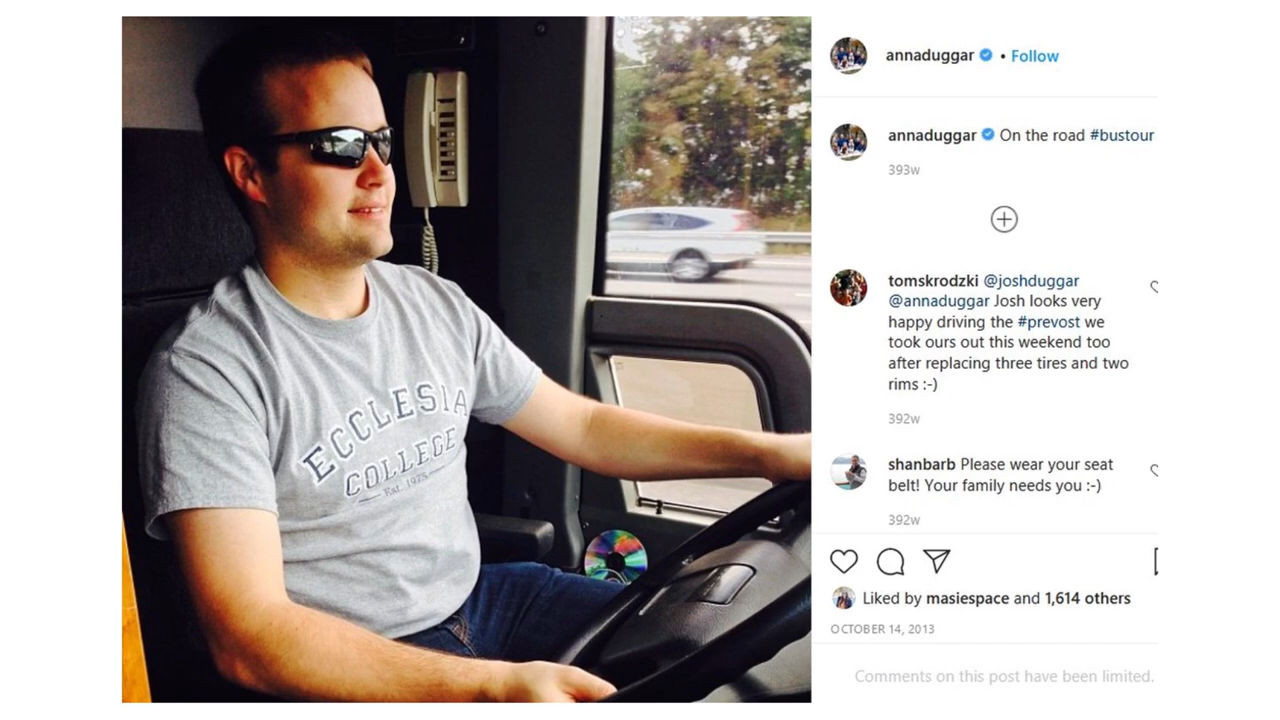 annaduggar • Follow
annaduggar On the road #bustour
393w
tomskrodzki @joshduggar
@annaduggar Josh looks very
happy driving the #prevost we
took ours out this weekend too
after replacing three tires and two
rims :-)
392w
shanbarb Please wear your seat
belt! Your family needs you :-)
392w
Liked by masiespace and 1,614 others
OCTOBER 14, 2013
Comments on this post have been limited.
ECCLESIA
COLLEGE
Est. 1975